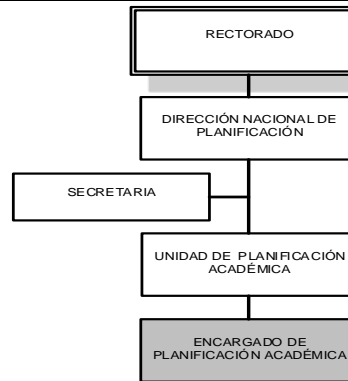 RECTORADO
DIRECCIÓN NACIONAL DE
PLANIFICACIÓN
SECRETARIA
UNIDAD DE PLANIFICACIÓN
ACADÉMICA
ENCARGADO DE
PLANIFICACIÓN ACADÉMICA